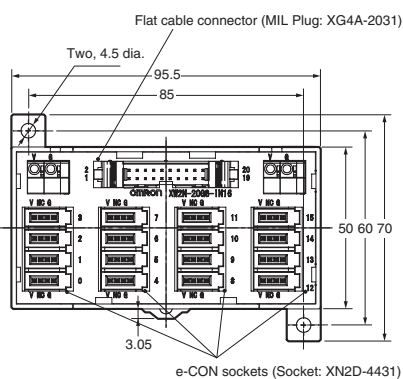 Flat cable connector (MIL Plug: XG4A-2031)
Two, 4.5 dia.
95.5
85
V G V G
2 20
1 19
OMRON XW2N-20G8-IN16
V NC G V NC G V NC G V NC G
3 7 11 15
2 6 10 14
1 5 9 13
0 4 8 12
V NC G V NC G V NC G V NC G
50 60 70
3.05
e-CON sockets (Socket: XN2D-4431)